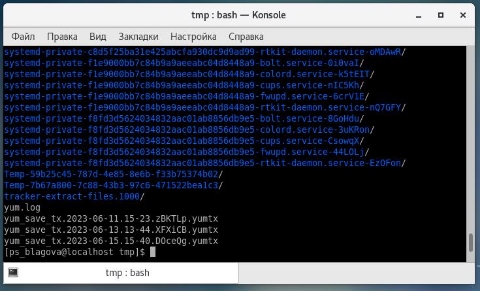 tmp : bash — Konsole
Файл Правка Вид Закладки Настройка Справка
systemd-private-c8d5f25ba31e425abcfa930dc9d9ad99-rtkit-daemon.service-oMDAwR/
systemd-private-f1e9000bb7c84b9a9aeeabc04d8448a9-bolt.service-0i0vaI/
systemd-private-f1e9000bb7c84b9a9aeeabc04d8448a9-colord.service-k5tEIT/
systemd-private-f1e9000bb7c84b9a9aeeabc04d8448a9-cups.service-nIC5Kh/
systemd-private-f1e9000bb7c84b9a9aeeabc04d8448a9-fwupd.service-6crV1E/
systemd-private-f1e9000bb7c84b9a9aeeabc04d8448a9-rtkit-daemon.service-nQ7GFY/
systemd-private-f8fd3d5624034832aac01ab8856db9e5-bolt.service-8GoHdu/
systemd-private-f8fd3d5624034832aac01ab8856db9e5-colord.service-3uKRon/
systemd-private-f8fd3d5624034832aac01ab8856db9e5-cups.service-CsowqX/
systemd-private-f8fd3d5624034832aac01ab8856db9e5-fwupd.service-44LOLj/
systemd-private-f8fd3d5624034832aac01ab8856db9e5-rtkit-daemon.service-EzOFon/
Temp-59b25c45-787d-4e85-8e6b-f33b75374b02/
Temp-7b67a800-7c88-43b3-97c6-471522bea1c3/
tracker-extract-files.1000/
yum.log
yum_save_tx.2023-06-11.15-23.zBKTLp.yumtx
yum_save_tx.2023-06-13.13-44.XFXiCB.yumtx
yum_save_tx.2023-06-15.15-40.DOceQg.yumtx
[ps_blagova@localhost tmp]$
tmp : bash